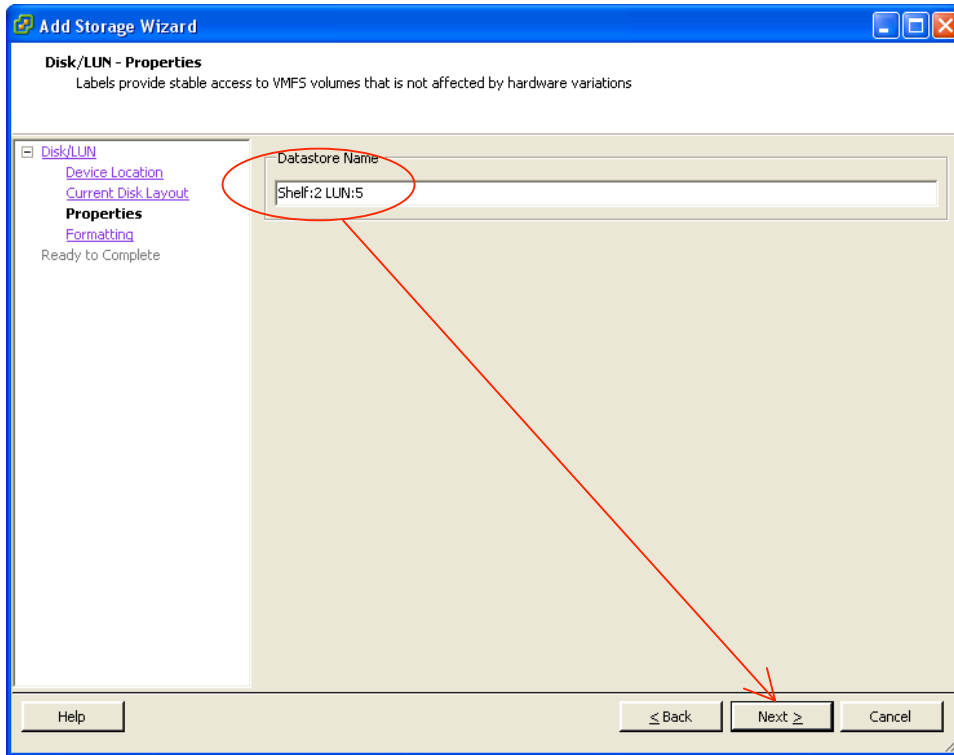 Add Storage Wizard
Disk/LUN - Properties
Labels provide stable access to VMFS volumes that is not affected by hardware variations
Disk/LUN
Device Location
Current Disk Layout
Properties
Formatting
Ready to Complete
Datastore Name
Shelf:2 LUN:5
Help
< Back
Next >
Cancel